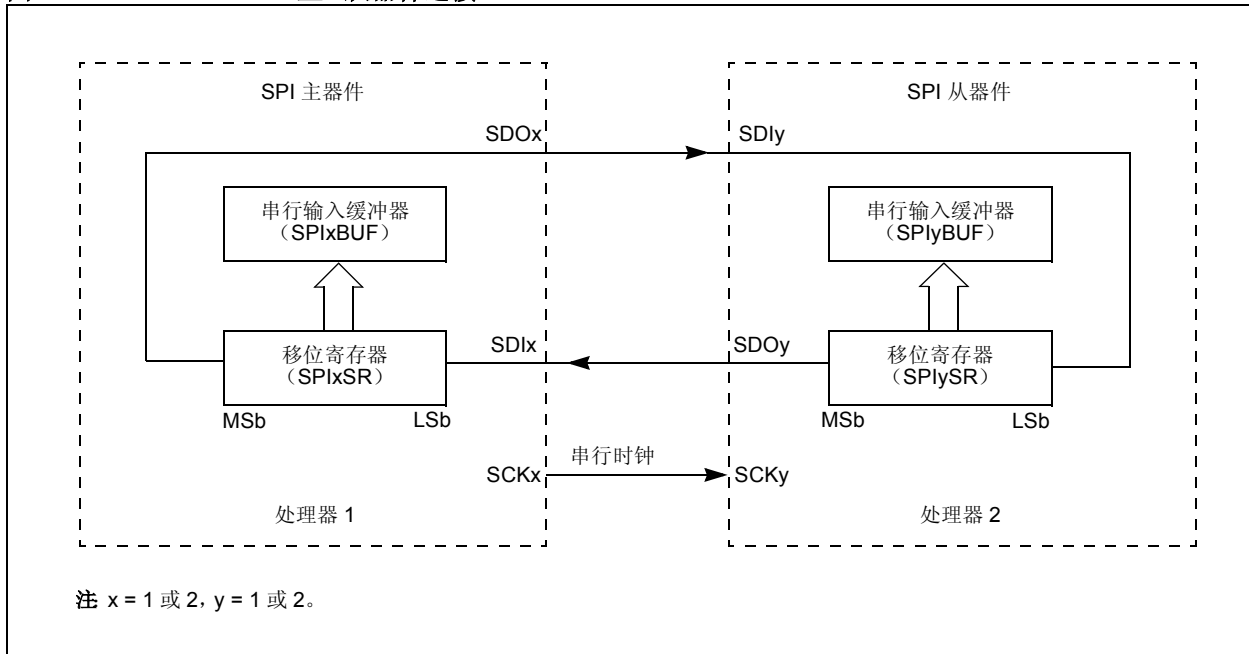 SPI 主器件
SPI 从器件
SDOx
SDIy
串行输入缓冲器
（SPIxBUF）
串行输入缓冲器
（SPIyBUF）
SDIx
SDOy
移位寄存器
（SPIxSR）
移位寄存器
（SPIySR）
MSb
LSb
MSb
LSb
串行时钟
SCKx
SCKy
处理器 1
处理器 2
注: x = 1 或 2，y = 1 或 2。